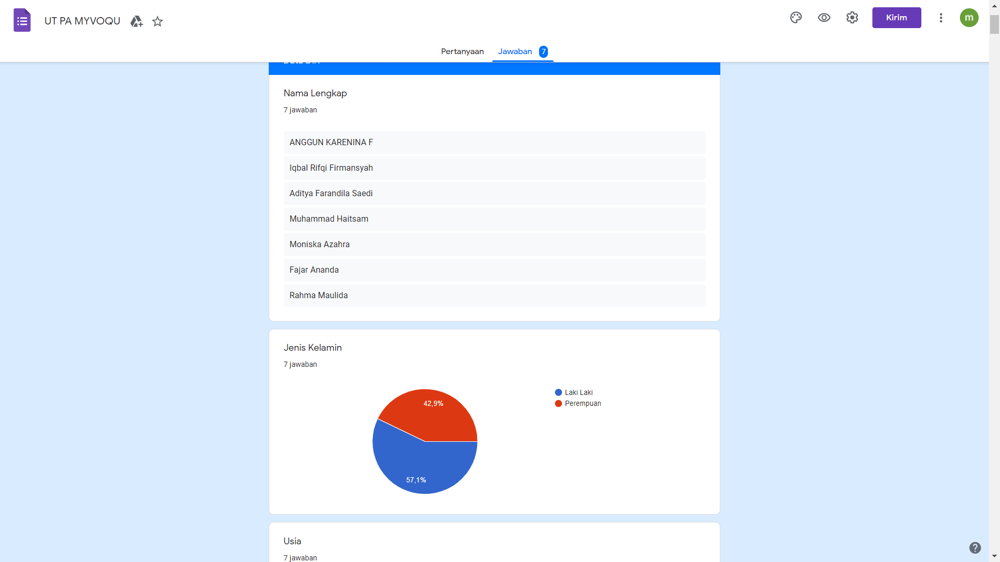 UT PA MYVOQU
Kirim
m
Pertanyaan
Jawaban 7
Data Diri
Nama Lengkap
7 jawaban
ANGGUN KARENINA F
Iqbal Rifqi Firmansyah
Aditya Farandila Saedi
Muhammad Haitsam
Moniska Azahra
Fajar Ananda
Rahma Maulida
Jenis Kelamin
7 jawaban
Laki Laki
Perempuan
42,9%
57,1%
Usia
7 jawaban